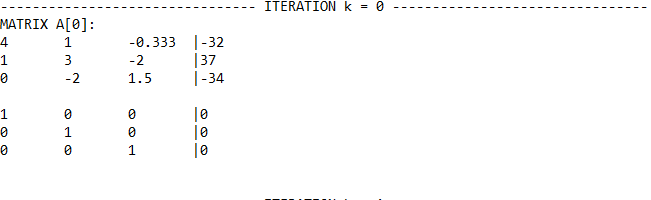 -------------------------------- ITERATION k = 0 --------------------------------
MATRIX A[0]:
4 1 -0.333 |-32
1 3 -2 |37
0 -2 1.5 |-34
1 0 0 |0
0 1 0 |0
0 0 1 |0